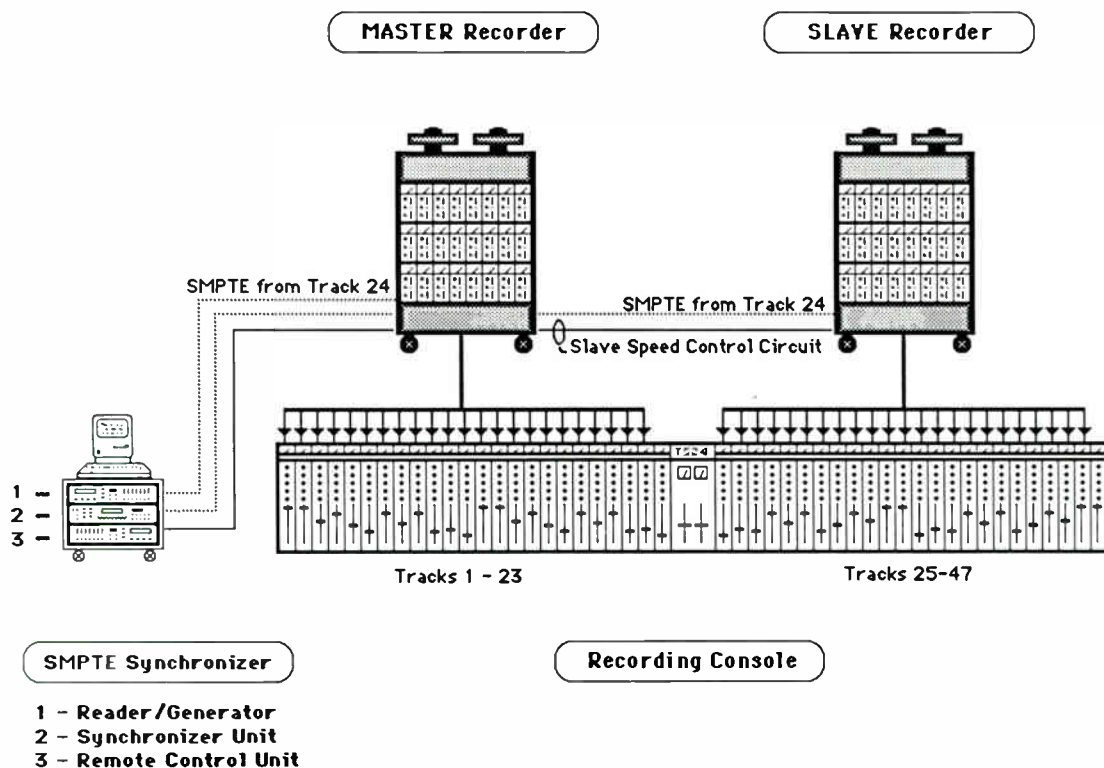 MASTER Recorder
SLAVE Recorder
SMPTE from Track 24
SMPTE from Track 24
Slave Speed Control Circuit
1 -
2 -
3 -
Tracks 1 - 23
Tracks 25-47
SMPTE Synchronizer
Recording Console
1 - Reader/Generator
2 - Synchronizer Unit
3 - Remote Control Unit